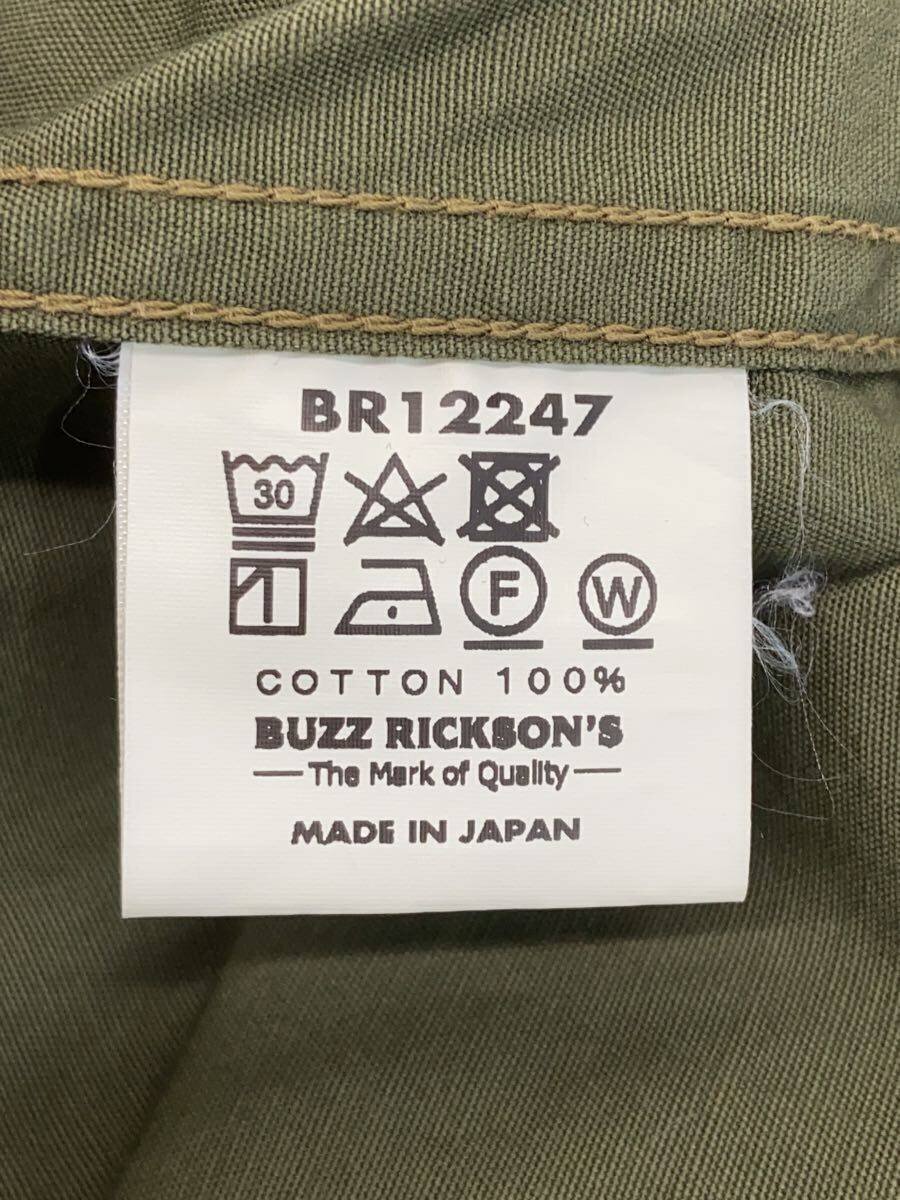 BR12247
30
F W
COTTON 100%
BUZZ RICKSON'S
The Mark of Quality
MADE IN JAPAN